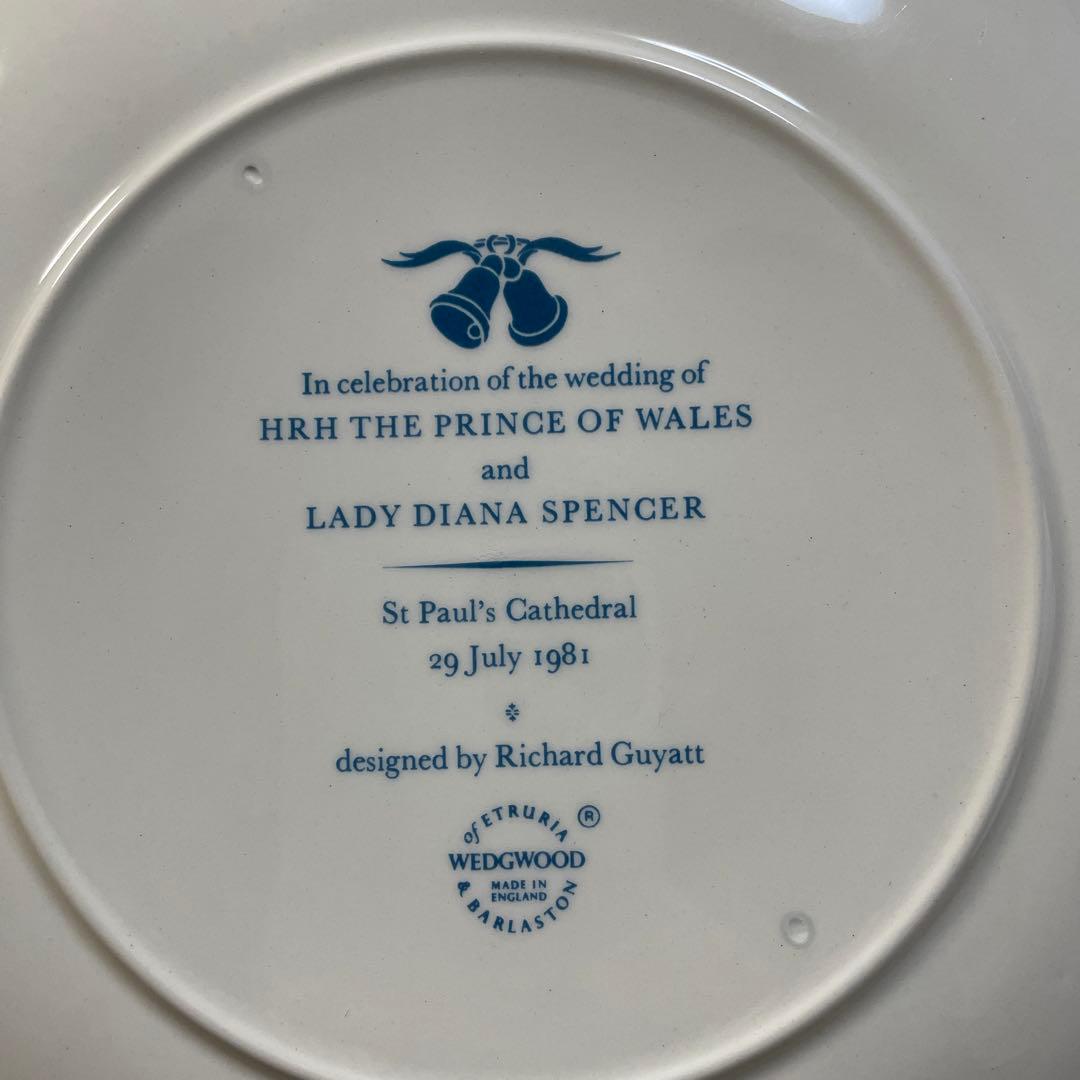 In celebration of the wedding of
HRH THE PRINCE OF WALES
and
LADY DIANA SPENCER
St Paul's Cathedral
29 July 1981
designed by Richard Guyatt
of ETRURIA ®
WEDGWOOD
MADE IN
ENGLAND
& BARLASTON